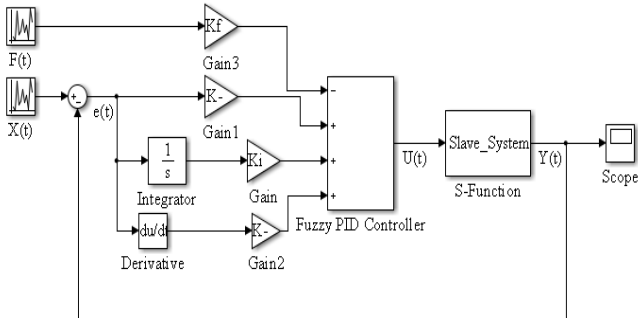 F(t)
Kf
Gain3
X(t)
+
-
e(t)
K-
Gain1
-
+
+
+
1
s
Integrator
Ki
Gain
du/dt
Derivative
K-
Gain2
Fuzzy PID Controller
U(t)
Slave_System
S-Function
Y(t)
Scope